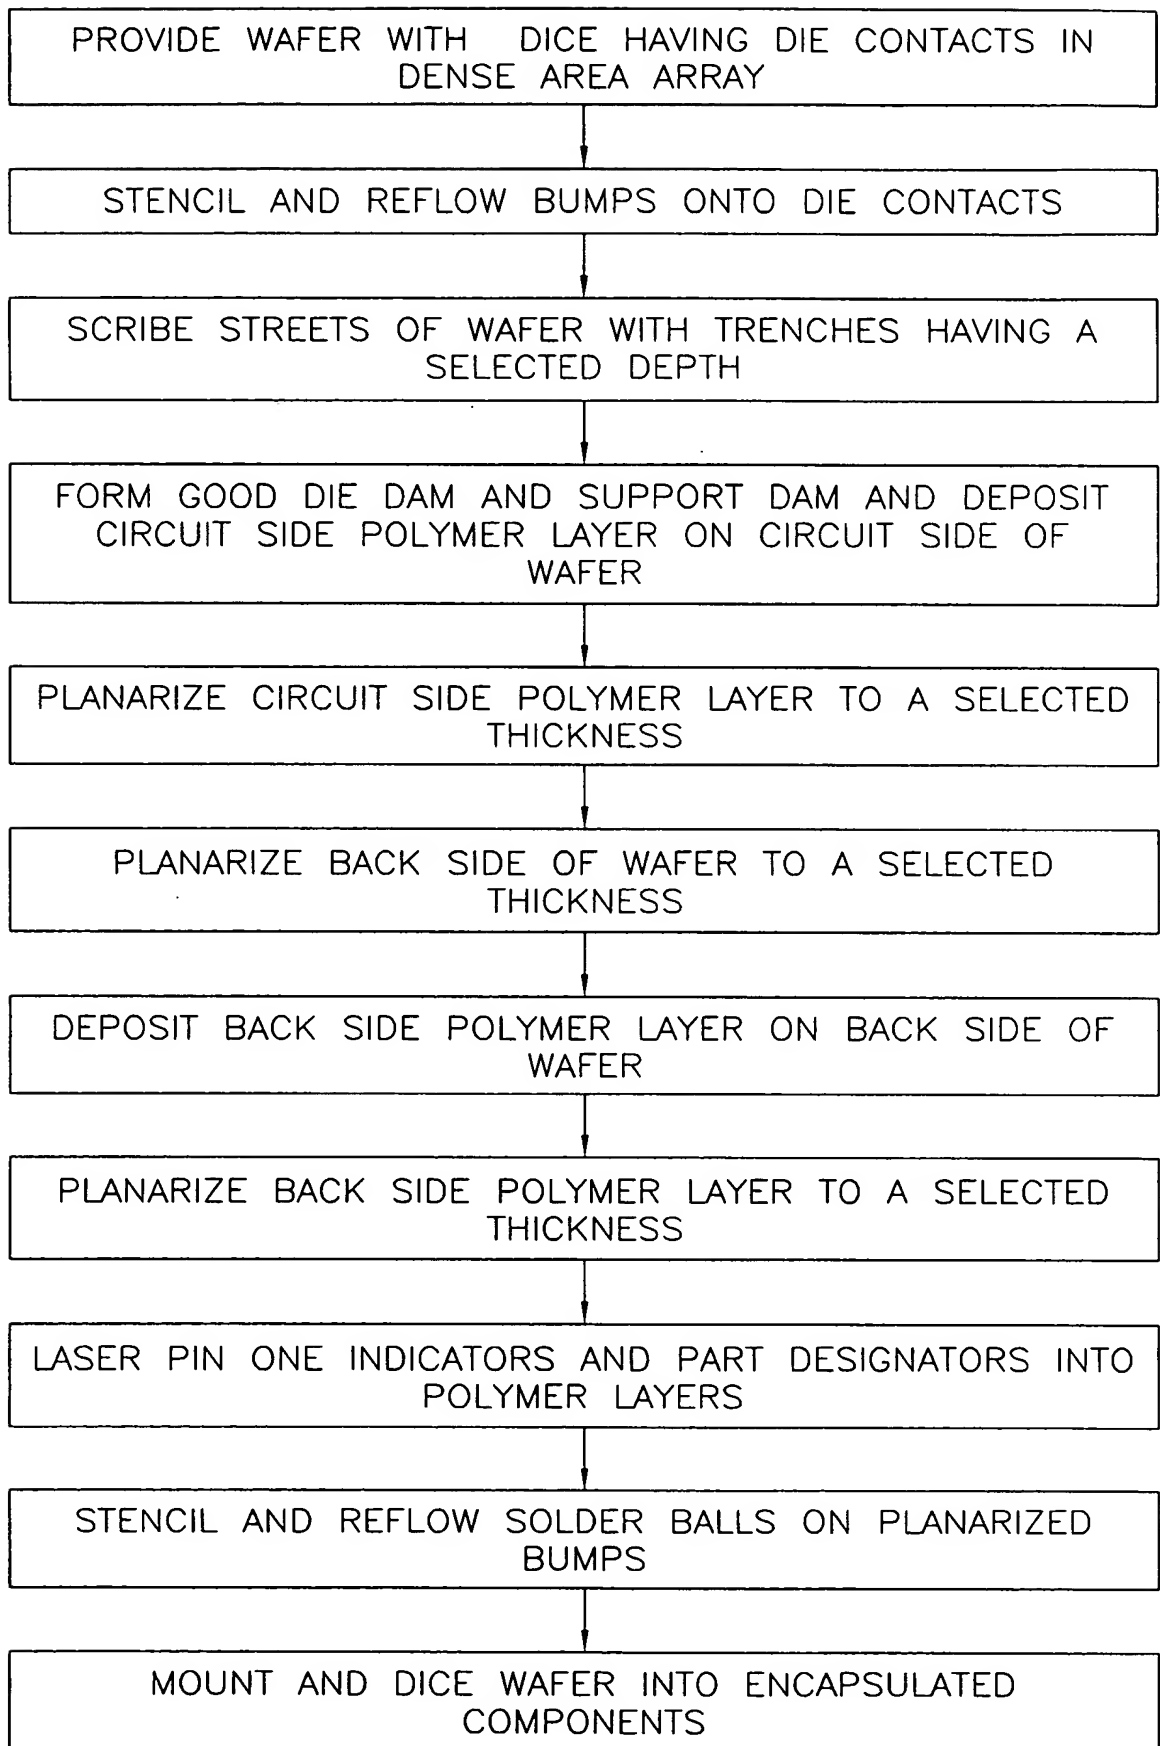 PROVIDE WAFER WITH DICE HAVING DIE CONTACTS IN
DENSE AREA ARRAY
STENCIL AND REFLOW BUMPS ONTO DIE CONTACTS
SCRIBE STREETS OF WAFER WITH TRENCHES HAVING A
SELECTED DEPTH
FORM GOOD DIE DAM AND SUPPORT DAM AND DEPOSIT
CIRCUIT SIDE POLYMER LAYER ON CIRCUIT SIDE OF
WAFER
PLANARIZE CIRCUIT SIDE POLYMER LAYER TO A SELECTED
THICKNESS
PLANARIZE BACK SIDE OF WAFER TO A SELECTED
THICKNESS
DEPOSIT BACK SIDE POLYMER LAYER ON BACK SIDE OF
WAFER
PLANARIZE BACK SIDE POLYMER LAYER TO A SELECTED
THICKNESS
LASER PIN ONE INDICATORS AND PART DESIGNATORS INTO
POLYMER LAYERS
STENCIL AND REFLOW SOLDER BALLS ON PLANARIZED
BUMPS
MOUNT AND DICE WAFER INTO ENCAPSULATED
COMPONENTS